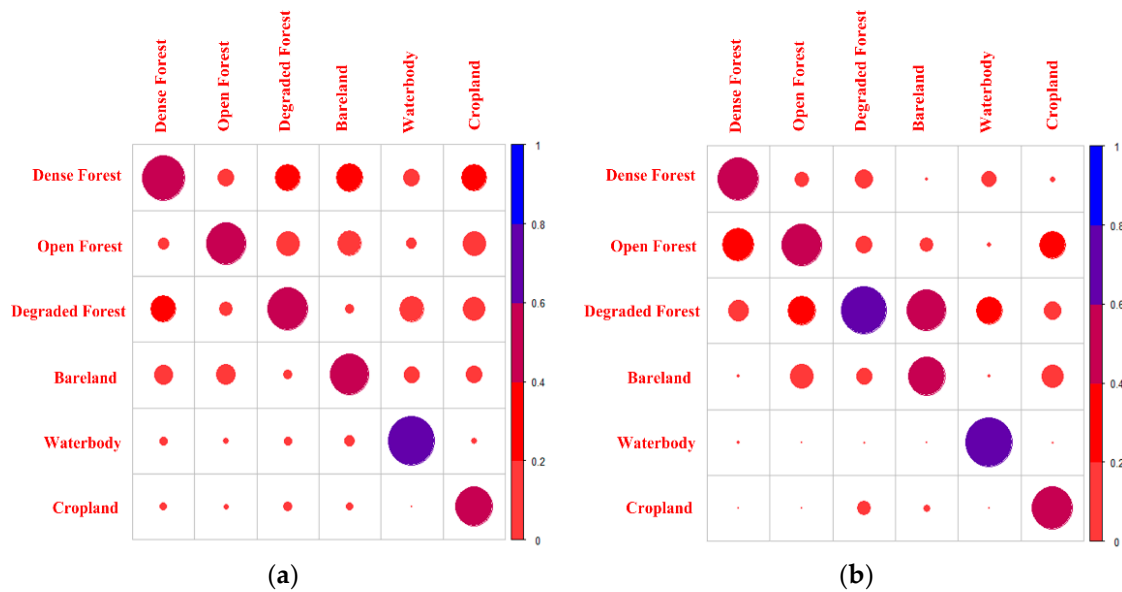 Dense Forest
Open Forest
Degraded Forest
Bareland
Waterbody
Cropland
Dense Forest
Open Forest
Degraded Forest
Bareland
Waterbody
Cropland
1
0.8
0.6
0.4
0.2
0
(a)
Dense Forest
Open Forest
Degraded Forest
Bareland
Waterbody
Cropland
Dense Forest
Open Forest
Degraded Forest
Bareland
Waterbody
Cropland
1
0.8
0.6
0.4
0.2
0
(b)